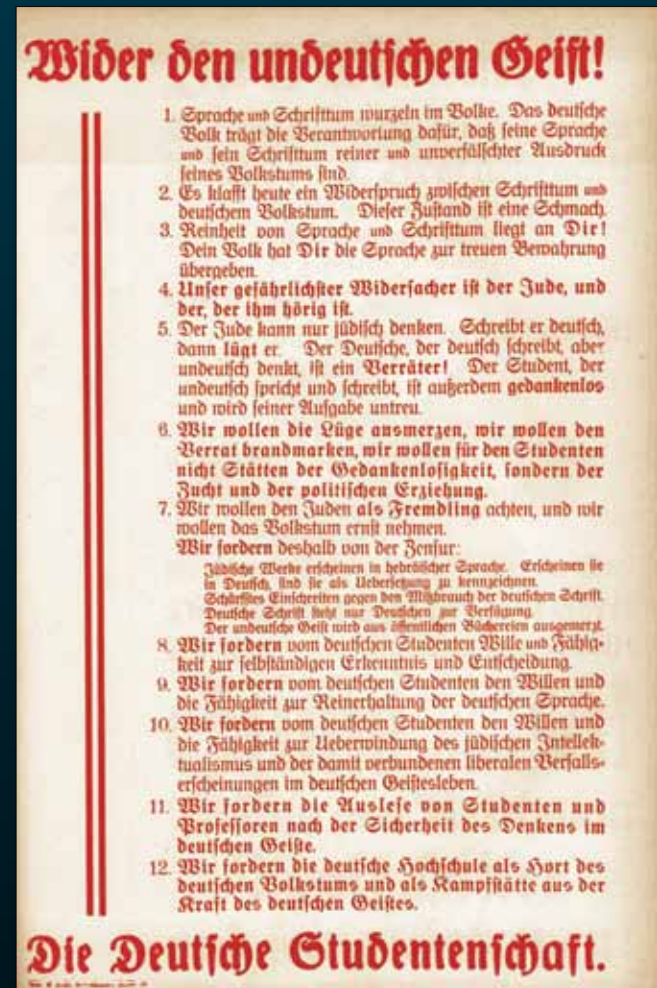 Wider den undeutschen Geist!
1. Sprache und Schrifttum wurzeln im Volke. Das deutsche
Volk trägt die Verantwortung dafür, daß seine Sprache
und sein Schrifttum reiner und unverfälschter Ausdruck
seines Volkstums sind.
2. Es klafft heute ein Widerspruch zwischen Schrifttum und
deutschem Volkstum. Dieser Zustand ist eine Schmach.
3. Reinheit von Sprache und Schrifttum liegt an Dir!
Dein Volk hat Dir die Sprache zur treuen Bewahrung
übergeben.
4. Unser gefährlichster Widersacher ist der Jude, und
der, der ihm hörig ist.
5. Der Jude kann nur jüdisch denken. Schreibt er deutsch,
dann lügt er. Der Deutsche, der deutsch schreibt, aber
undeutsch denkt, ist ein Verräter! Der Student, der
undeutsch spricht und schreibt, ist außerdem gedankenlos
und wird seiner Aufgabe untreu.
6. Wir wollen die Lüge ausmerzen, wir wollen den
Verrat brandmarken, wir wollen für den Studenten
nicht Stätten der Gedankenlosigkeit, sondern der
Zucht und der politischen Erziehung.
7. Wir wollen den Juden als Fremdling achten, und wir
wollen das Volkstum ernst nehmen.
Wir fordern deshalb von der Zensur:
Jüdische Werke erscheinen in hebräischer Sprache. Erscheinen sie
in Deutsch, sind sie als Uebersetzung zu kennzeichnen.
Schärfstes Einschreiten gegen den Mißbrauch der deutschen Schrift.
Deutsche Schrift steht nur Deutschen zur Verfügung.
Der undeutsche Geist wird aus öffentlichen Büchereien ausgemerzt.
8. Wir fordern vom deutschen Studenten Wille und Fähig-
keit zur selbständigen Erkenntnis und Entscheidung.
9. Wir fordern vom deutschen Studenten den Willen und
die Fähigkeit zur Reinerhaltung der deutschen Sprache.
10. Wir fordern vom deutschen Studenten den Willen und
die Fähigkeit zur Ueberwindung des jüdischen Intellek-
tualismus und der damit verbundenen liberalen Verfalls-
erscheinungen im deutschen Geistesleben.
11. Wir fordern die Auslese von Studenten und
Professoren nach der Sicherheit des Denkens im
deutschen Geiste.
12. Wir fordern die deutsche Hochschule als Hort des
deutschen Volkstums und als Kampfstätte aus der
Kraft des deutschen Geistes.
Die Deutsche Studentenschaft.